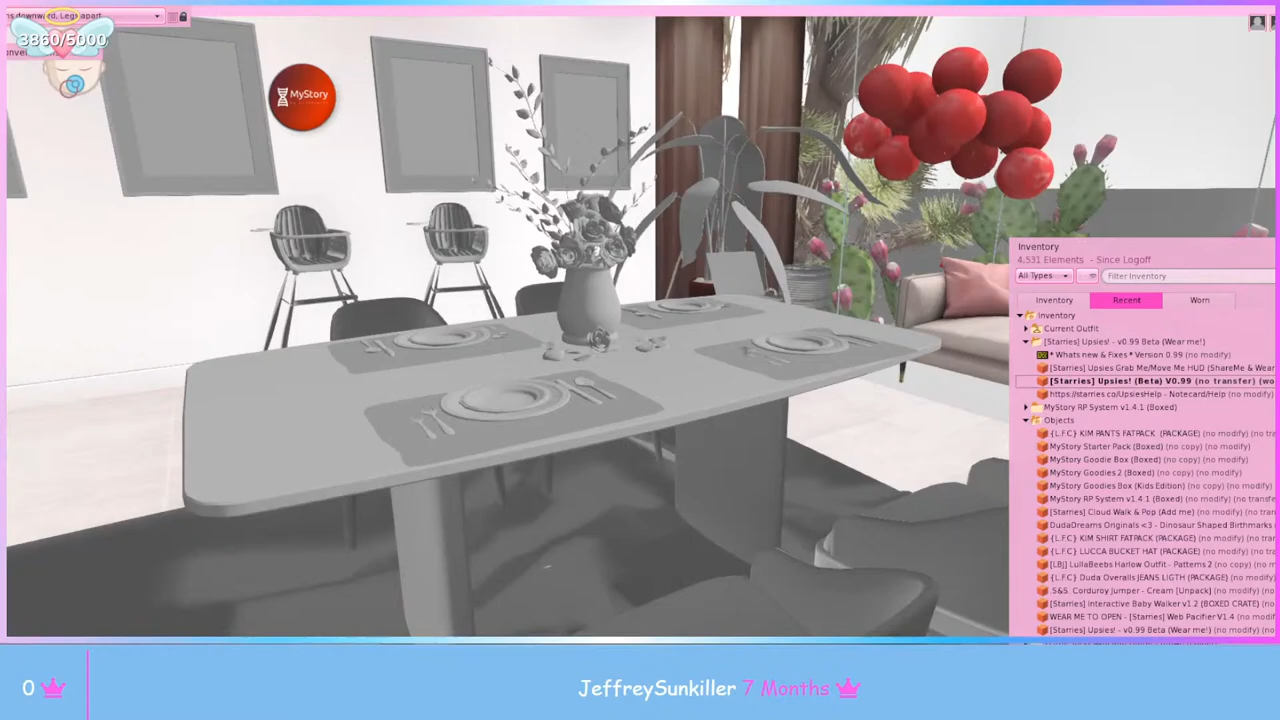 ns downward, Legs apart
3860/5000
MyStory
Inventory
4,531 Elements - Since Logoff
All Types
Filter Inventory
Inventory Recent Worn
Inventory
Current Outfit
[Starries] Upsies! - v0.99 Beta (Wear me!)
* Whats new & Fixes * Version 0.99 (no modify)
[Starries] Upsies Grab Me/Move Me HUD (ShareMe & Wea
[Starries] Upsies! (Beta) V0.99 (no transfer) (wo
https://starries.co/UpsiesHelp - Notecard/Help (no modify)
MyStory RP System v1.4.1 (Boxed)
Objects
{L.F.C} KIM PANTS FATPACK (PACKAGE) (no modify) (no tra
MyStory Starter Pack (Boxed) (no copy) (no modify)
MyStory Goodie Box (Boxed) (no copy) (no modify)
MyStory Goodies 2 (Boxed) (no copy) (no modify)
MyStory Goodies Box (Kids Edition) (no copy) (no modify)
MyStory RP System v1.4.1 (Boxed) (no modify) (no transfe
[Starries] Cloud Walk & Pop (Add me) (no modify) (no tran
DudaDreams Originals <3 - Dinosaur Shaped Birthmarks
{L.F.C} KIM SHIRT FATPACK (PACKAGE) (no modify) (no tra
{L.F.C} LUCCA BUCKET HAT (PACKAGE) (no modify) (no tr
[LBJ] LullaBeebs Harlow Outfit - Patterns 2 (no copy) (no m
{L.F.C} Duda Overalls JEANS LIGTH (PACKAGE) (no modify)
.S&S. Corduroy Jumper - Cream [Unpack] (no modify) (no
[Starries] Interactive Baby Walker v1.2 (BOXED CRATE) (no
WEAR ME TO OPEN - [Starries] Web Pacifier V1.4 (no modif
[Starries] Upsies! - v0.99 Beta (Wear me!) (no modify) (no
0
JeffreySunkiller 7 Months